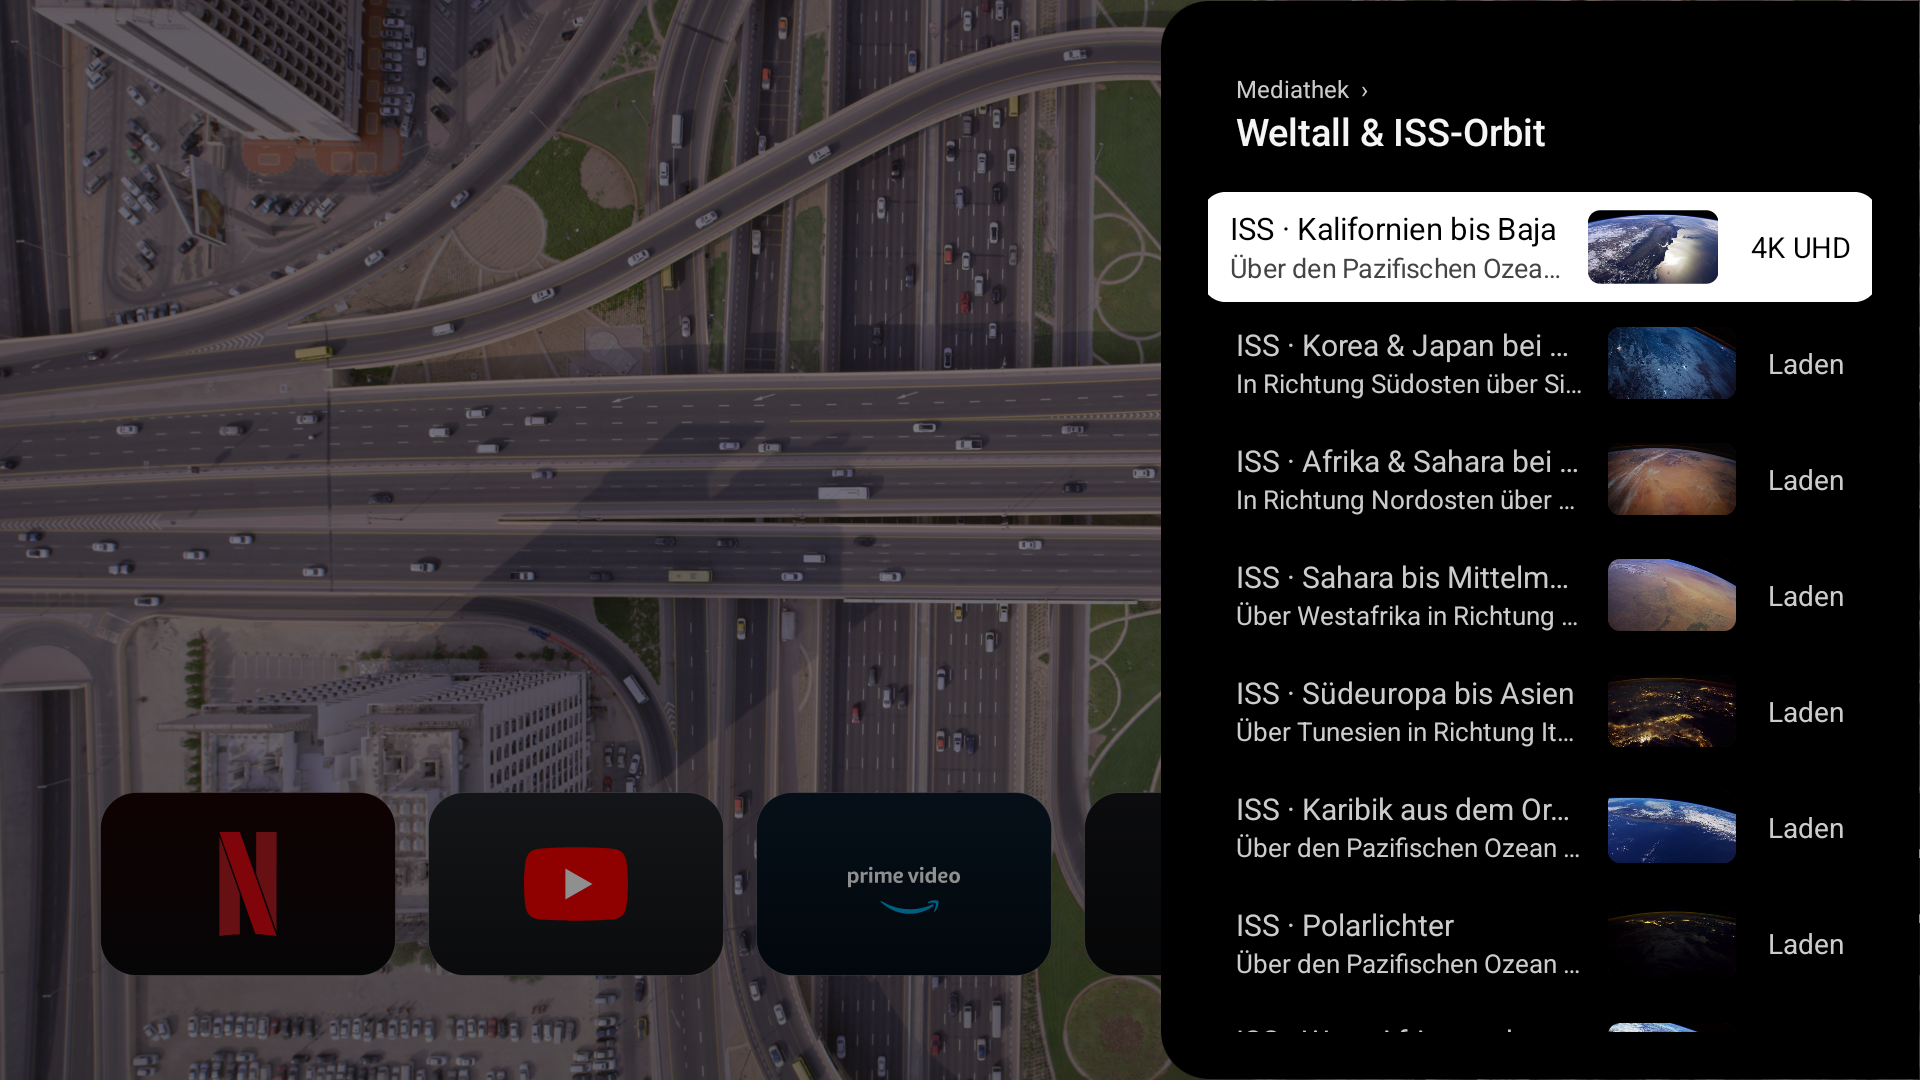 Mediathek ›
Weltall & ISS-Orbit
ISS · Kalifornien bis Baja
Über den Pazifischen Ozea...
4K UHD
ISS · Korea & Japan bei ...
In Richtung Südosten über Si...
Laden
ISS · Afrika & Sahara bei ...
In Richtung Nordosten über ...
Laden
ISS · Sahara bis Mittelm...
Über Westafrika in Richtung ...
Laden
ISS · Südeuropa bis Asien
Über Tunesien in Richtung It...
Laden
ISS · Karibik aus dem Or...
Über den Pazifischen Ozean ...
Laden
ISS · Polarlichter
Über den Pazifischen Ozean ...
Laden
N
prime video